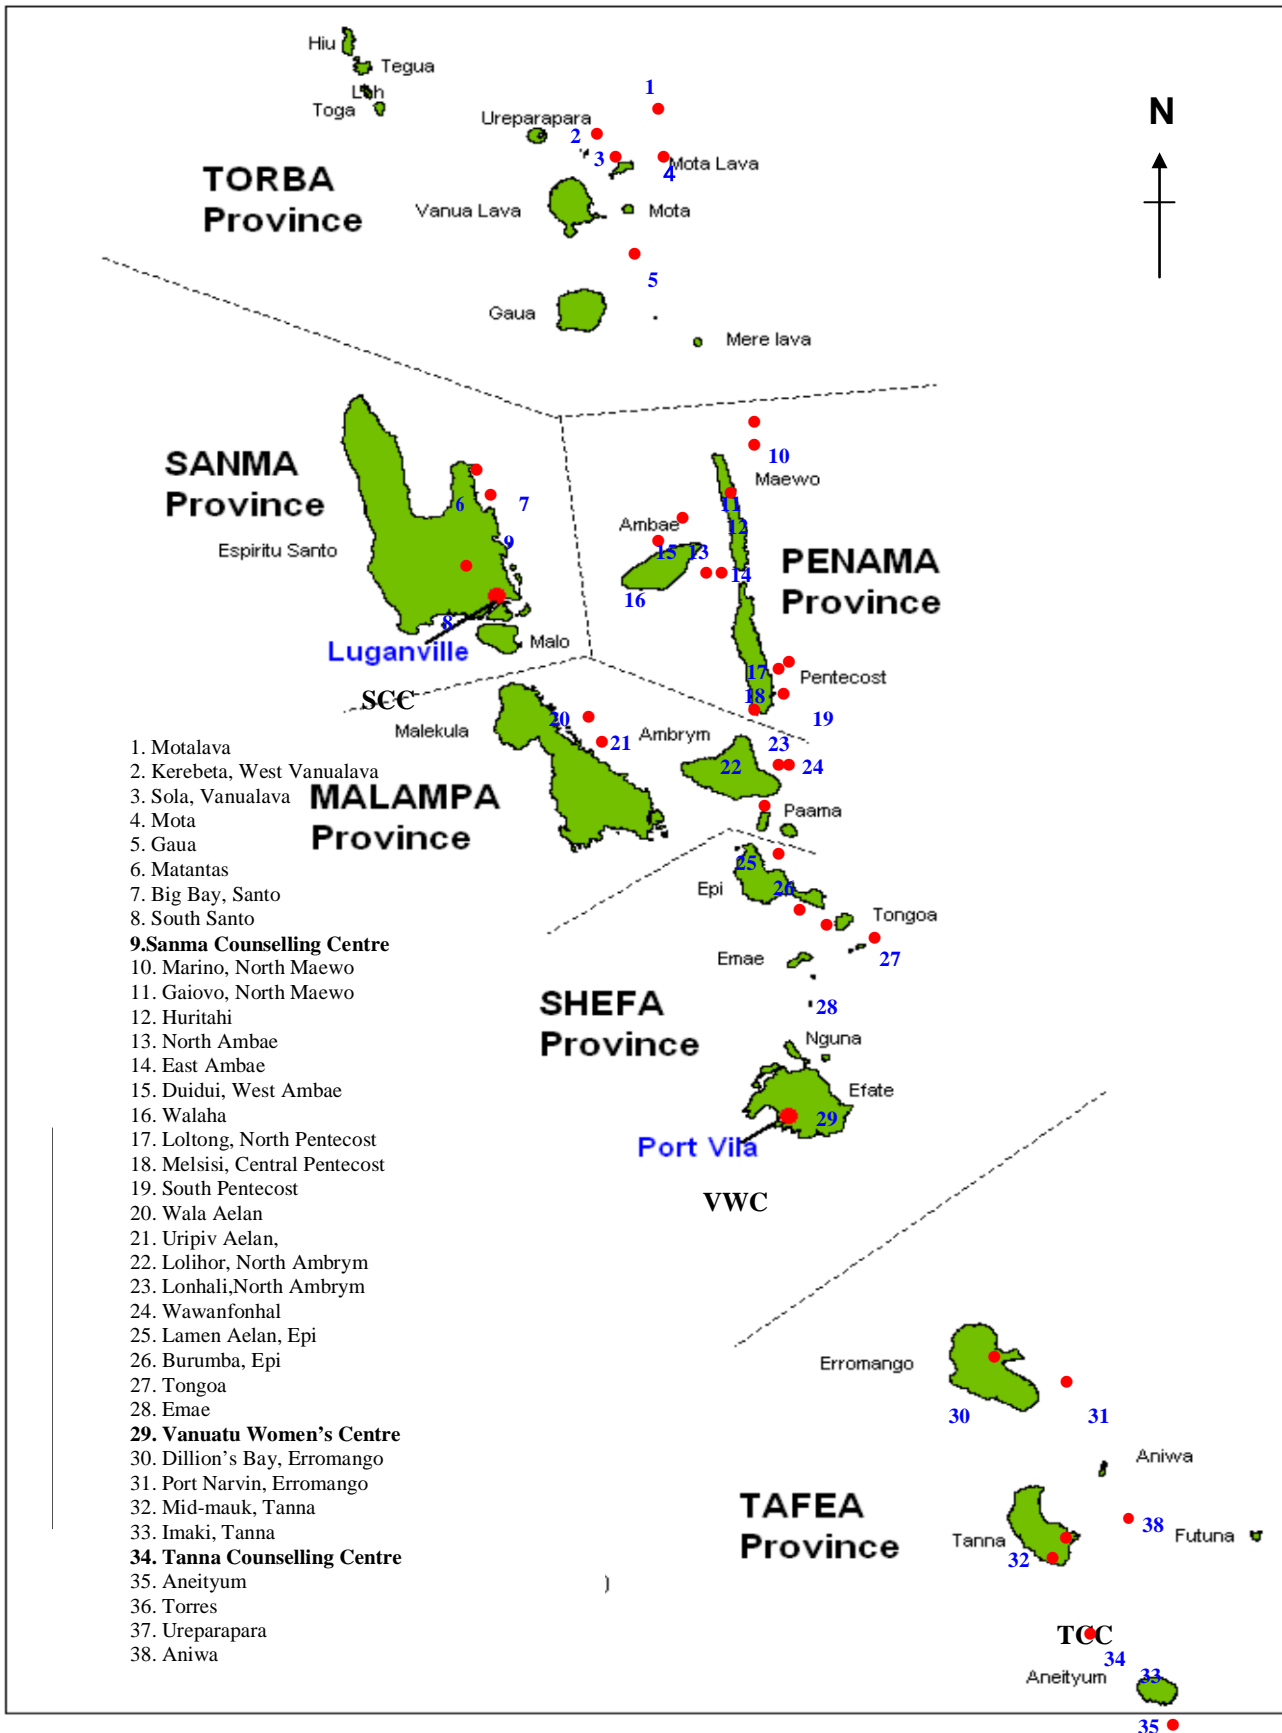 Hiu
Tegua
Loh
Toga
1
N
Ureparapara
2
3
Mota Lava
4
TORBA
Province
Vanua Lava
Mota
5
Gaua
Mere lava
SANMA
Province
10
Maewo
6
7
11
Ambae
12
Espiritu Santo
9
15
13
PENAMA
Province
14
16
8
Luganville
Malo
17
Pentecost
SCC
18
19
20
Malekula
21
Ambrym
23
22
24
MALAMPA
Province
Paama
25
Epi
26
Tongoa
27
Emae
SHEFA
Province
28
Nguna
Efate
29
Port Vila
VWC
1. Motalava
2. Kerebeta, West Vanualava
3. Sola, Vanualava
4. Mota
5. Gaua
6. Matantas
7. Big Bay, Santo
8. South Santo
9.Sanma Counselling Centre
10. Marino, North Maewo
11. Gaiovo, North Maewo
12. Huritahi
13. North Ambae
14. East Ambae
15. Duidui, West Ambae
16. Walaha
17. Loltong, North Pentecost
18. Melsisi, Central Pentecost
19. South Pentecost
20. Wala Aelan
21. Uripiv Aelan,
22. Lolihor, North Ambrym
23. Lonhali,North Ambrym
24. Wawanfonhal
25. Lamen Aelan, Epi
26. Burumba, Epi
27. Tongoa
28. Emae
29. Vanuatu Women’s Centre
30. Dillion’s Bay, Erromango
31. Port Narvin, Erromango
32. Mid-mauk, Tanna
33. Imaki, Tanna
34. Tanna Counselling Centre
35. Aneityum
36. Torres
37. Ureparapara
38. Aniwa
)
Erromango
30
31
Aniwa
TAFEA
Province
38
Futuna
Tanna
32
TCC
34
Aneityum
33
35